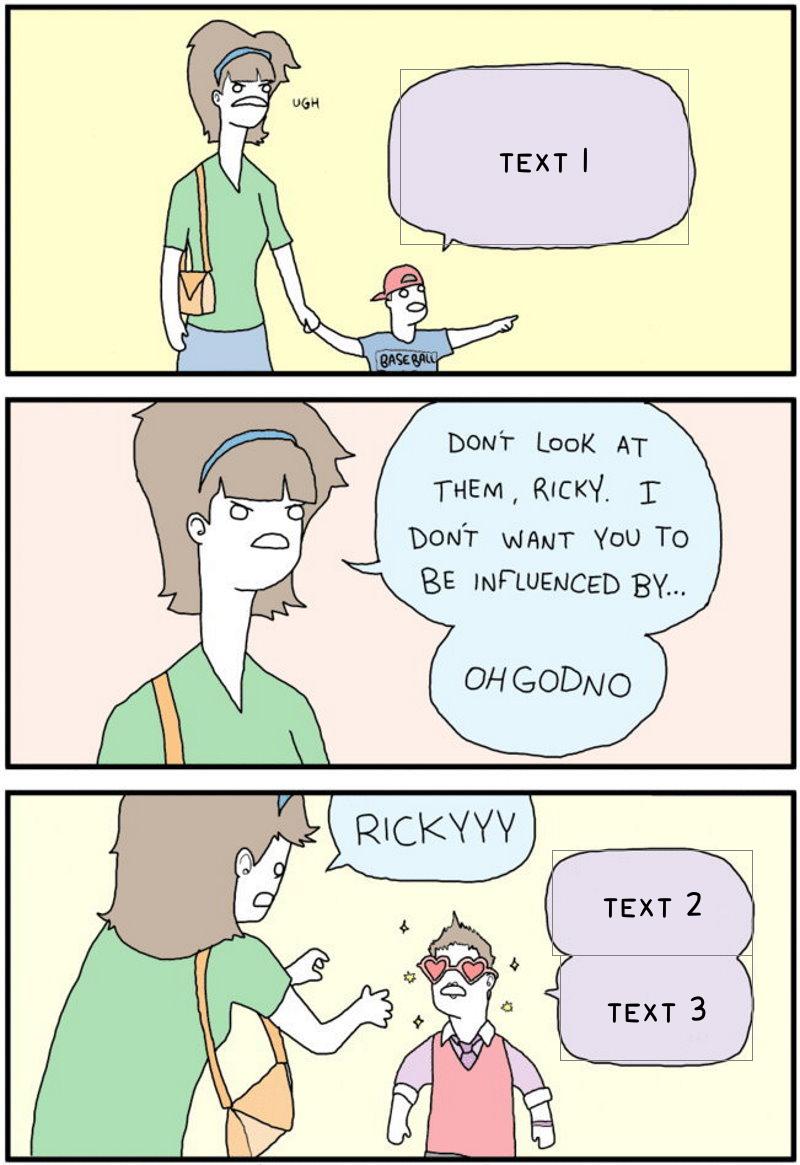 UGH
TEXT 1
BASEBALL
DON'T LOOK AT
THEM, RICKY. I
DON'T WANT YOU TO
BE INFLUENCED BY...
OHGODNO
RICKYYY
TEXT 2
TEXT 3